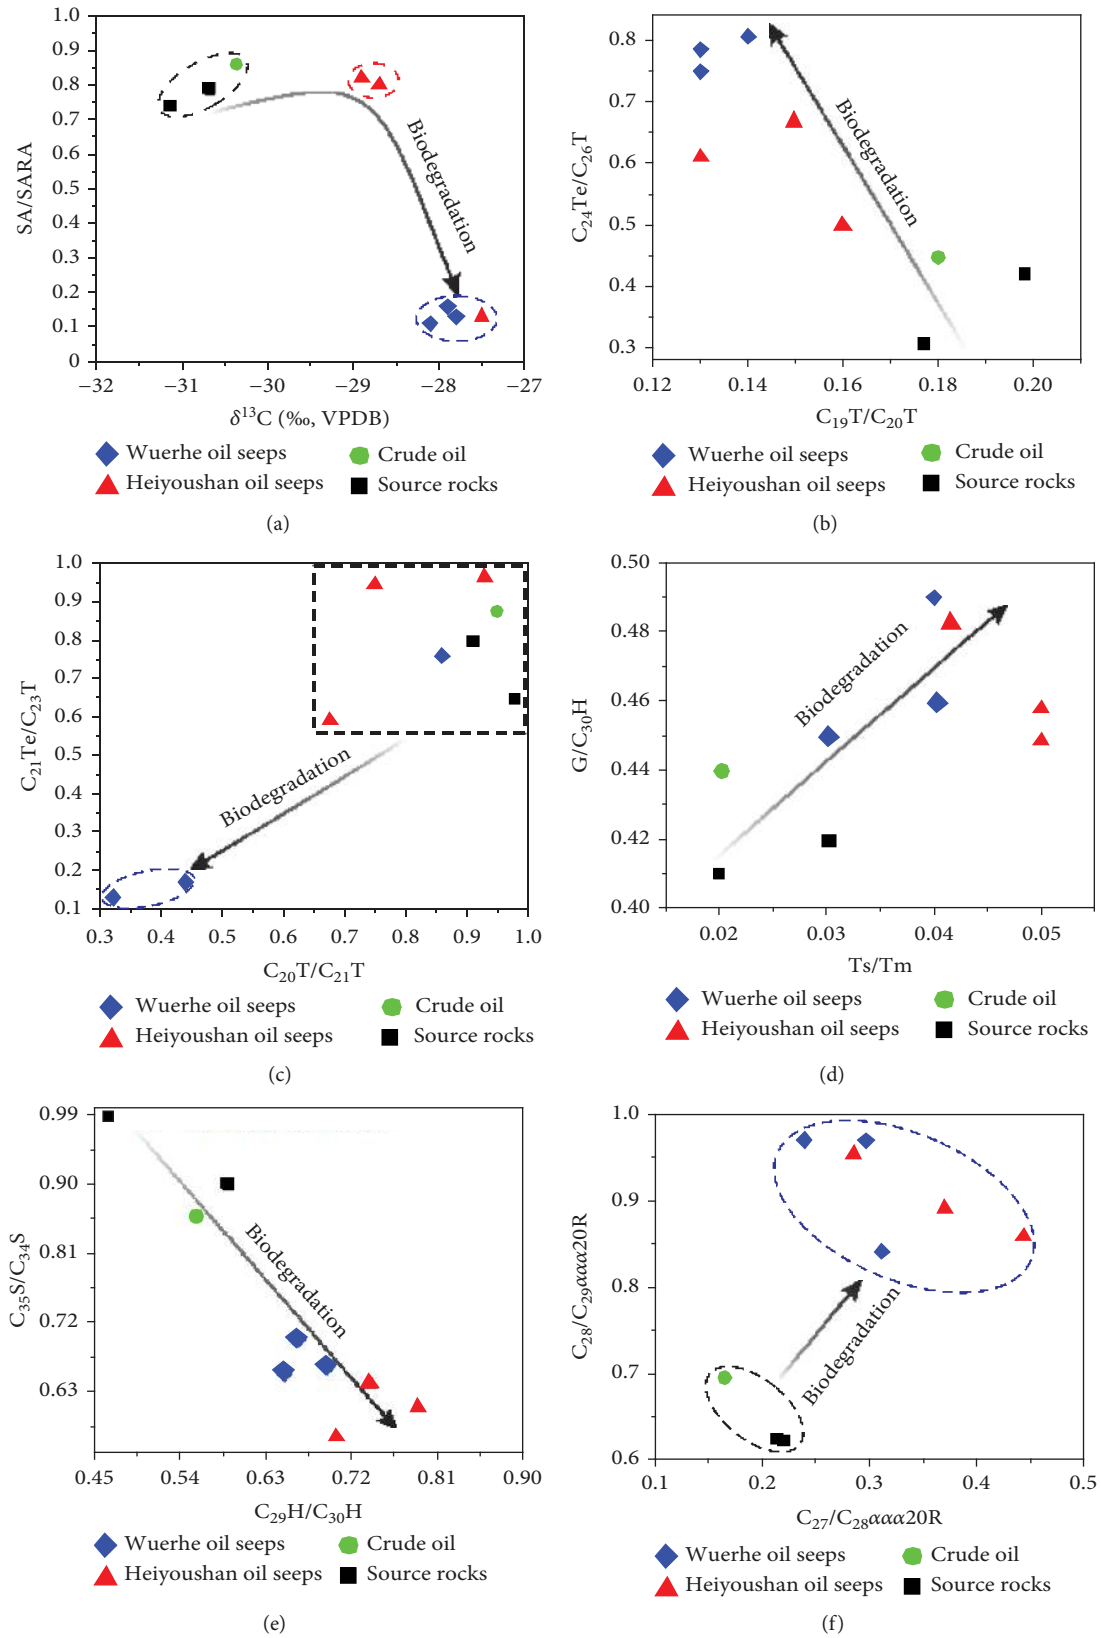 1.0
0.9
0.8
0.7
0.6
0.5
0.4
0.3
0.2
0.1
0
SA/SARA
Biodegradation
−32
−31
−30
−29
−28
−27
δ¹³C (‰, VPDB)
Wuerhe oil seeps
Crude oil
Heiyoushan oil seeps
Source rocks
(a)
0.8
0.7
0.6
0.5
0.4
0.3
C₂₄Te/C₂₆T
Biodegradation
0.12
0.14
0.16
0.18
0.20
C₁₉T/C₂₀T
Wuerhe oil seeps
Crude oil
Heiyoushan oil seeps
Source rocks
(b)
1.0
0.9
0.8
0.7
0.6
0.5
0.4
0.3
0.2
0.1
C₂₁Te/C₂₃T
Biodegradation
0.3
0.4
0.5
0.6
0.7
0.8
0.9
1.0
C₂₀T/C₂₁T
Wuerhe oil seeps
Crude oil
Heiyoushan oil seeps
Source rocks
(c)
0.50
0.48
0.46
0.44
0.42
0.40
G/C₃₀H
Biodegradation
0.02
0.03
0.04
0.05
Ts/Tm
Wuerhe oil seeps
Crude oil
Heiyoushan oil seeps
Source rocks
(d)
0.99
0.90
0.81
0.72
0.63
C₃₅S/C₃₄S
Biodegradation
0.45
0.54
0.63
0.72
0.81
0.90
C₂₉H/C₃₀H
Wuerhe oil seeps
Crude oil
Heiyoushan oil seeps
Source rocks
(e)
1.0
0.9
0.8
0.7
0.6
C₂₈/C₂₉ααα20R
Biodegradation
0.1
0.2
0.3
0.4
0.5
C₂₇/C₂₈ααα20R
Wuerhe oil seeps
Crude oil
Heiyoushan oil seeps
Source rocks
(f)